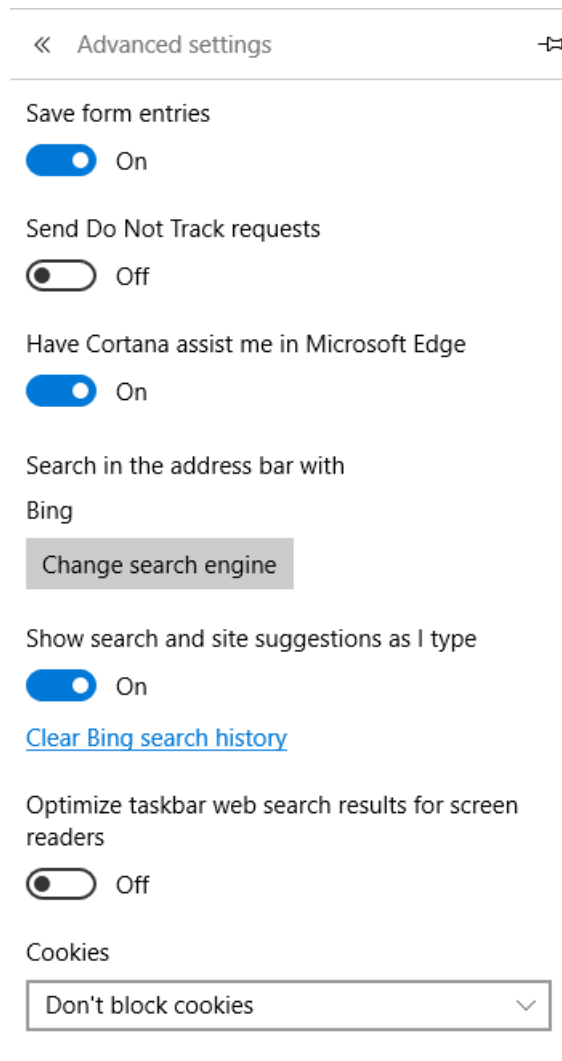 Advanced settings
Save form entries
On
Send Do Not Track requests
Off
Have Cortana assist me in Microsoft Edge
On
Search in the address bar with
Bing
Change search engine
Show search and site suggestions as I type
On
Clear Bing search history
Optimize taskbar web search results for screen
readers
Off
Cookies
Don't block cookies